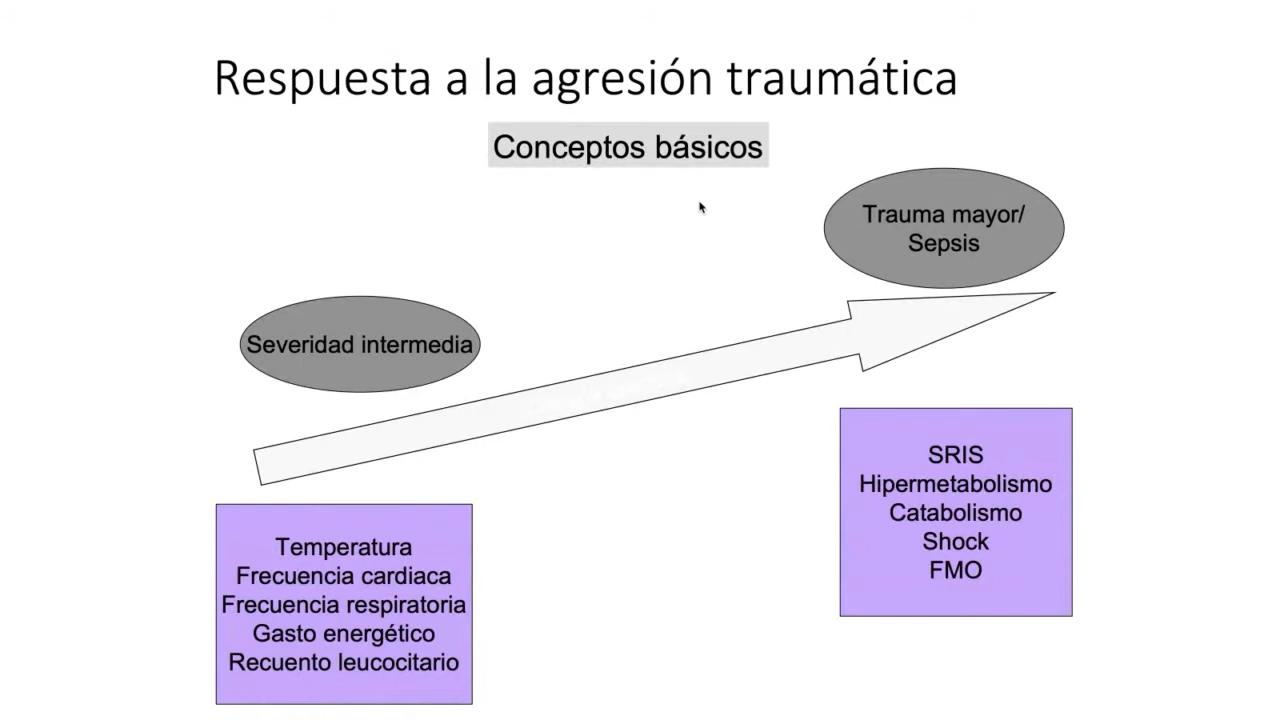 Respuesta a la agresión traumática
Conceptos básicos
Trauma mayor/
Sepsis
Severidad intermedia
SRIS
Hipermetabolismo
Catabolismo
Shock
FMO
Temperatura
Frecuencia cardiaca
Frecuencia respiratoria
Gasto energético
Recuento leucocitario